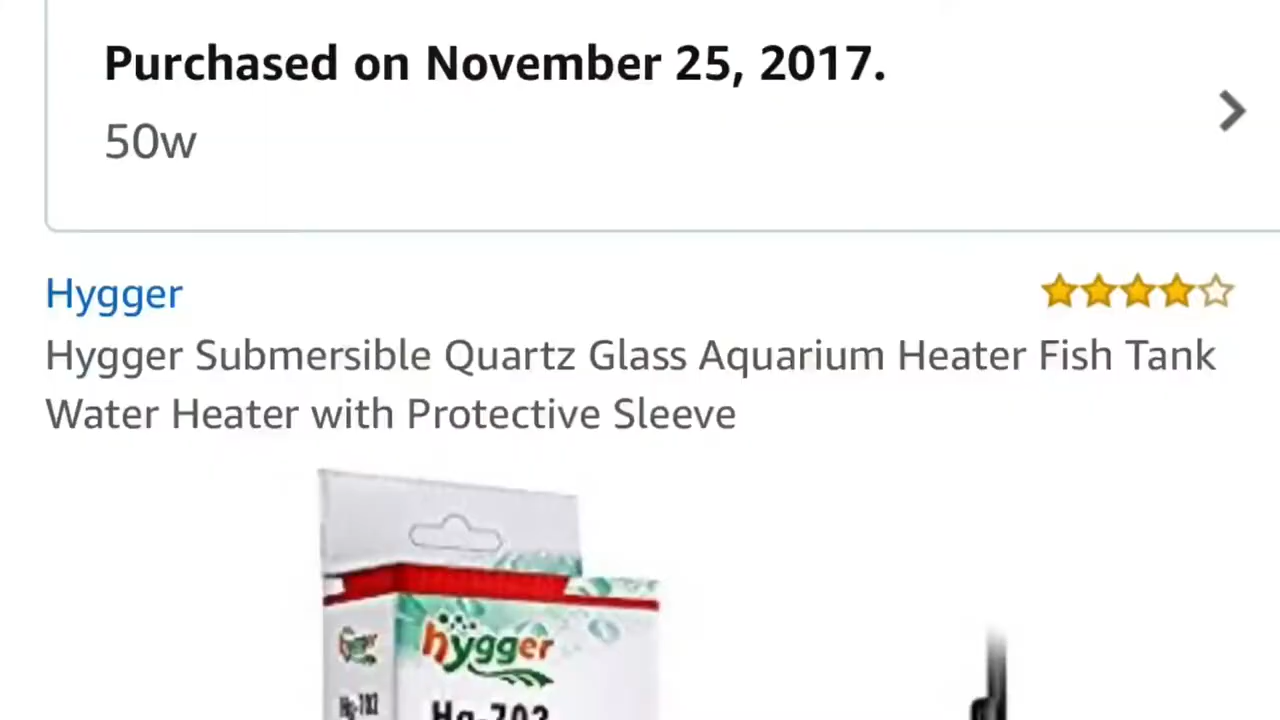 Purchased on November 25, 2017.
50w
Hygger
Hygger Submersible Quartz Glass Aquarium Heater Fish Tank
Water Heater with Protective Sleeve
hygger